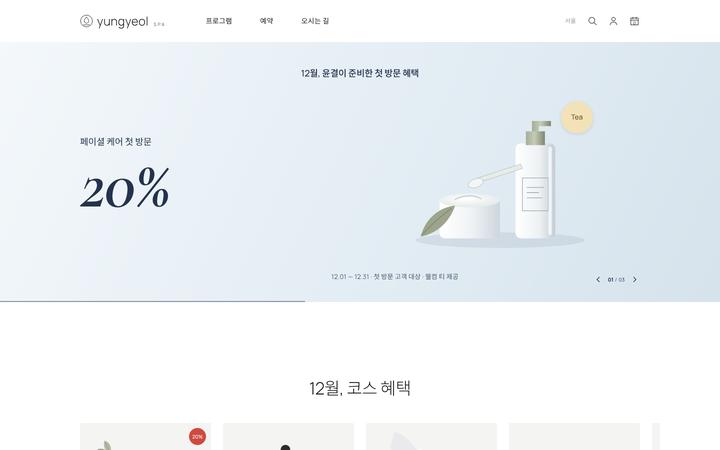 yungyeol SPA
프로그램 예약 오시는 길
서울
12월, 윤결이 준비한 첫 방문 혜택
Tea
페이셜 케어 첫 방문
20%
12.01 – 12.31 · 첫 방문 고객 대상 · 웰컴 티 제공
01 / 03
12월, 코스 혜택
20%